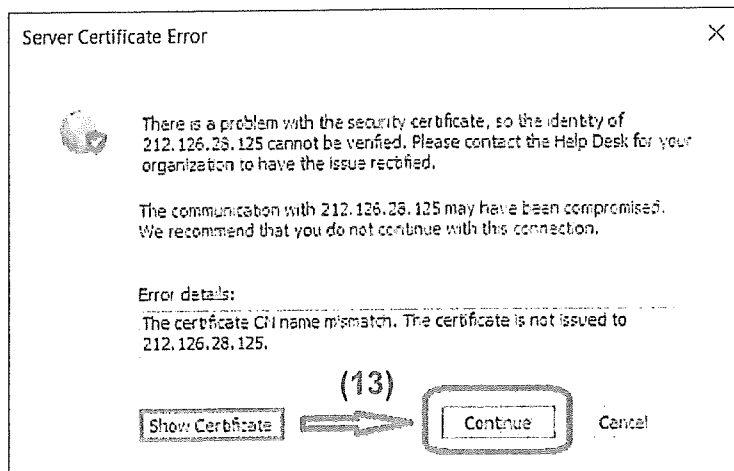 Server Certificate Error
There is a problem with the security certificate, so the identity of
212.126.28.125 cannot be verified. Please contact the Help Desk for your
organization to have the issue rectified.
The communication with 212.126.28.125 may have been compromised.
We recommend that you do not continue with this connection.
Error details:
The certificate CN name mismatch. The certificate is not issued to
212.126.28.125.
(13)
Show Certificate
Continue
Cancel